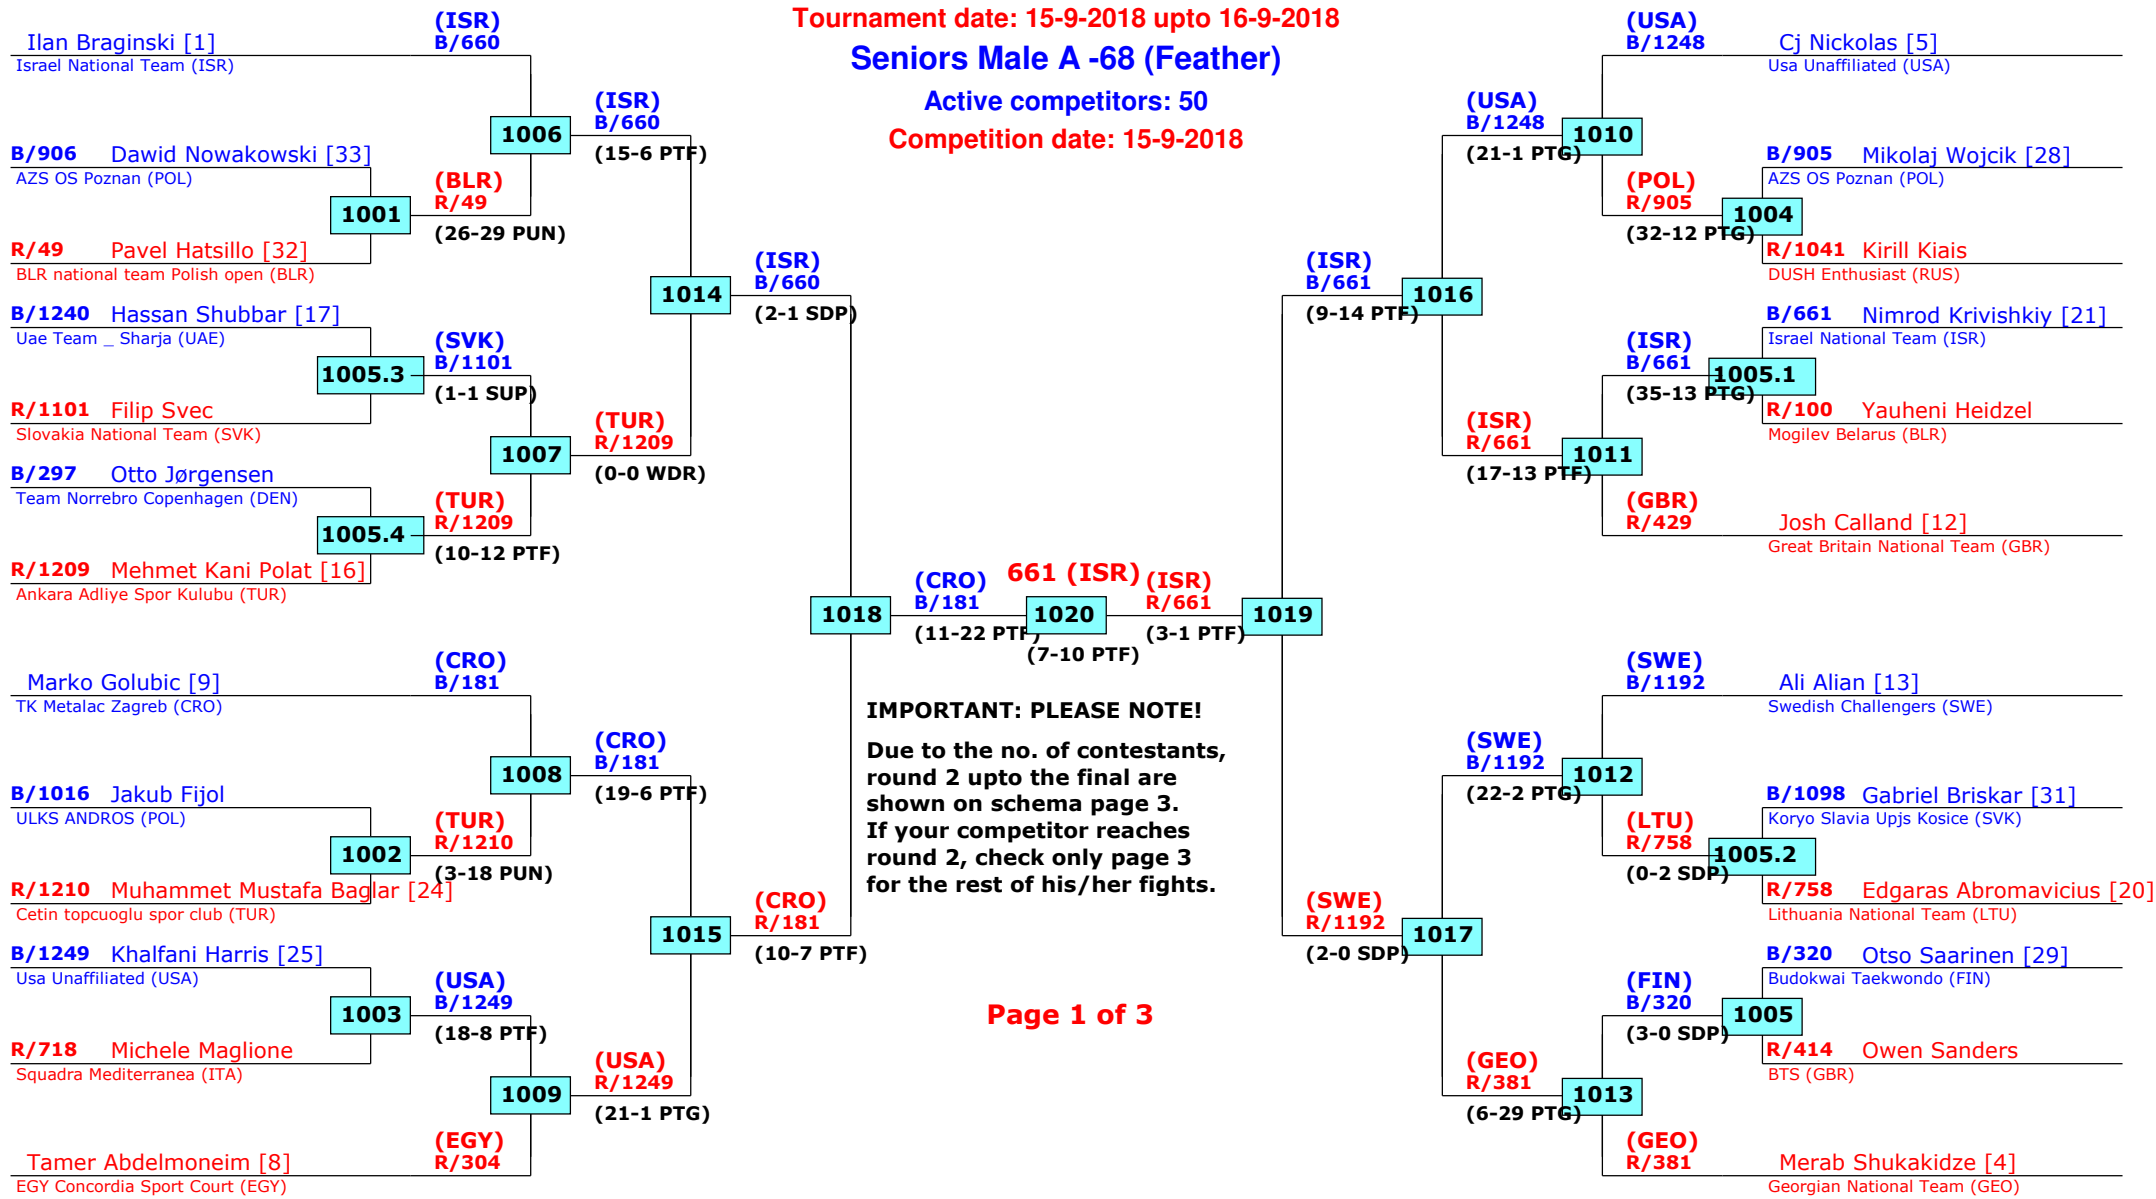 Tournament date: 15-9-2018 upto 16-9-2018
Seniors Male A -68 (Feather)
Active competitors: 50
Competition date: 15-9-2018
Ilan Braginski [1]
Israel National Team (ISR)
(ISR)
B/660
B/906 Dawid Nowakowski [33]
AZS OS Poznan (POL)
1001
R/49 Pavel Hatsillo [32]
BLR national team Polish open (BLR)
(BLR)
R/49
(26-29 PUN)
1006
(ISR)
B/660
(15-6 PTF)
B/1240 Hassan Shubbar [17]
Uae Team _ Sharja (UAE)
1005.3
R/1101 Filip Svec
Slovakia National Team (SVK)
(SVK)
B/1101
(1-1 SUP)
B/297 Otto Jørgensen
Team Norrebro Copenhagen (DEN)
1005.4
R/1209 Mehmet Kani Polat [16]
Ankara Adliye Spor Kulubu (TUR)
(TUR)
R/1209
(10-12 PTF)
1007
(TUR)
R/1209
(0-0 WDR)
1014
(ISR)
B/660
(2-1 SDP)
Marko Golubic [9]
TK Metalac Zagreb (CRO)
(CRO)
B/181
B/1016 Jakub Fijol
ULKS ANDROS (POL)
1002
R/1210 Muhammet Mustafa Baglar [24]
Cetin topcuoglu spor club (TUR)
(TUR)
R/1210
(3-18 PUN)
1008
(CRO)
B/181
(19-6 PTF)
B/1249 Khalfani Harris [25]
Usa Unaffiliated (USA)
1003
R/718 Michele Maglione
Squadra Mediterranea (ITA)
(USA)
B/1249
(18-8 PTF)
1009
(USA)
R/1249
(21-1 PTG)
Tamer Abdelmoneim [8]
EGY Concordia Sport Court (EGY)
(EGY)
R/304
1015
(CRO)
R/181
(10-7 PTF)
1018
(CRO)
B/181
(11-22 PTF)
661 (ISR)
1020
(7-10 PTF)
(ISR)
R/661
(3-1 PTF)
1019
IMPORTANT: PLEASE NOTE!
Due to the no. of contestants,
round 2 upto the final are
shown on schema page 3.
If your competitor reaches
round 2, check only page 3
for the rest of his/her fights.
Page 1 of 3
(USA)
B/1248
Cj Nickolas [5]
Usa Unaffiliated (USA)
(USA)
B/1248
(21-1 PTG)
1010
B/905 Mikolaj Wojcik [28]
AZS OS Poznan (POL)
(POL)
R/905
(32-12 PTG)
1004
R/1041 Kirill Kiais
DUSH Enthusiast (RUS)
(ISR)
B/661
(9-14 PTF)
1016
B/661 Nimrod Krivishkiy [21]
Israel National Team (ISR)
(ISR)
B/661
(35-13 PTG)
1005.1
R/100 Yauheni Heidzel
Mogilev Belarus (BLR)
(ISR)
R/661
(17-13 PTF)
1011
(GBR)
R/429
Josh Calland [12]
Great Britain National Team (GBR)
(SWE)
B/1192
Ali Alian [13]
Swedish Challengers (SWE)
(SWE)
B/1192
(22-2 PTG)
1012
B/1098 Gabriel Briskar [31]
Koryo Slavia Upjs Kosice (SVK)
(LTU)
R/758
(0-2 SDP)
1005.2
R/758 Edgaras Abromavicius [20]
Lithuania National Team (LTU)
(SWE)
R/1192
(2-0 SDP)
1017
B/320 Otso Saarinen [29]
Budokwai Taekwondo (FIN)
(FIN)
B/320
(3-0 SDP)
1005
R/414 Owen Sanders
BTS (GBR)
(GEO)
R/381
(6-29 PTG)
1013
(GEO)
R/381
Merab Shukakidze [4]
Georgian National Team (GEO)